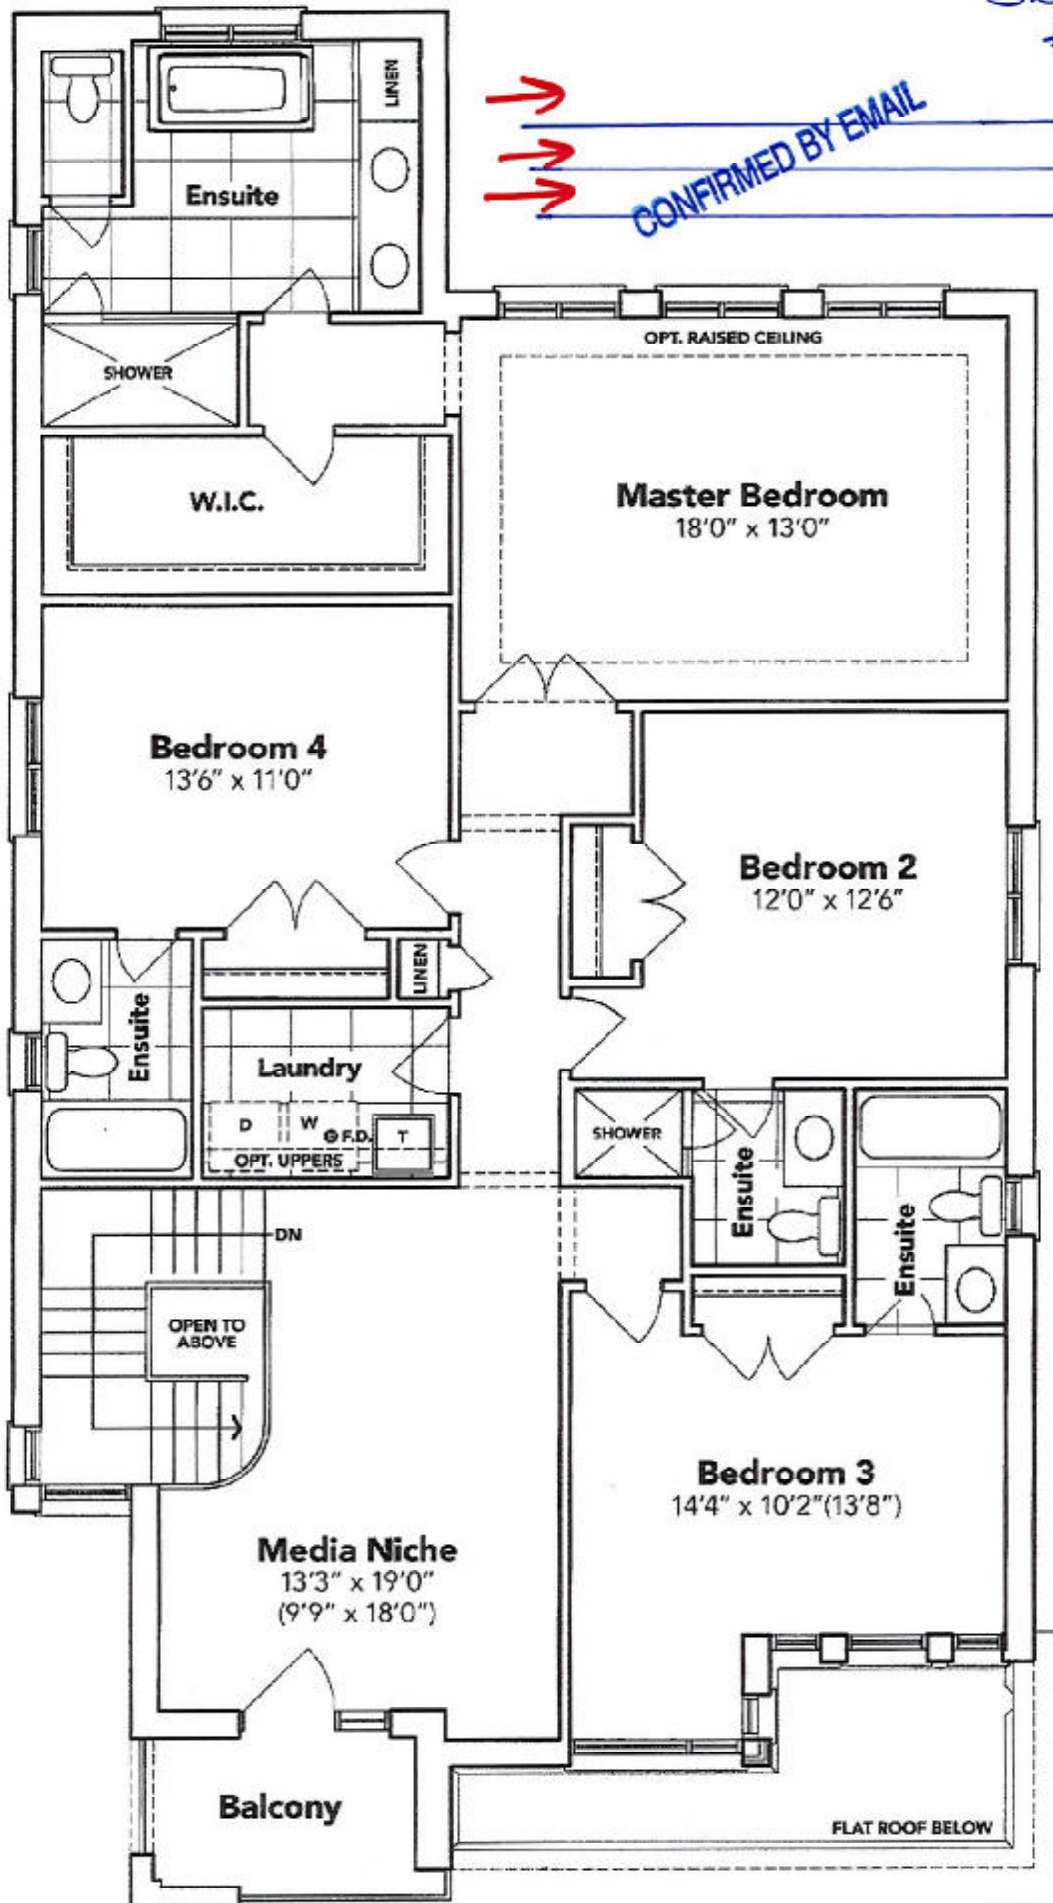 LINEN
CONFIRMED BY EMAIL
Ensuite
OPT. RAISED CEILING
SHOWER
W.I.C.
Master Bedroom
18'0" x 13'0"
Bedroom 4
13'6" x 11'0"
Bedroom 2
12'0" x 12'6"
LINEN
Ensuite
Laundry
D
W
F.D.
T
OPT. UPPERS
SHOWER
Ensuite
Ensuite
DN
OPEN TO
ABOVE
Bedroom 3
14'4" x 10'2"(13'8")
Media Niche
13'3" x 19'0"
(9'9" x 18'0")
Balcony
FLAT ROOF BELOW